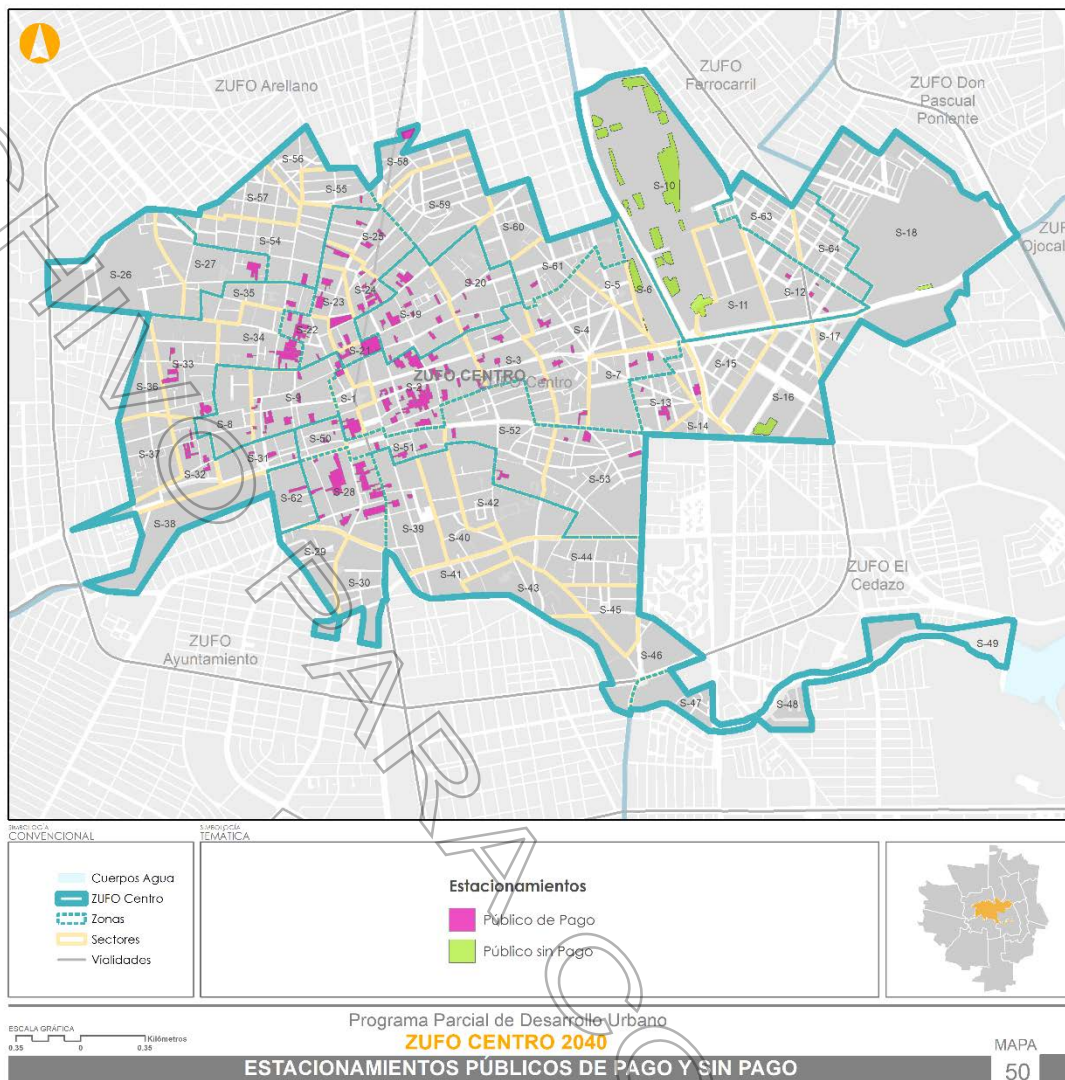 ZUFO Arellano
ZUFO
Ferrocarril
ZUFO Don
Pascual
Poniente
S-56
S-58
S-57
S-55
S-59
S-10
S-63
S-18
S-54
S-25
S-60
S-64
S-26
S-27
S-61
S-5
S-6
S-35
S-24
S-20
S-12
S-11
S-23
S-19
S-22
S-4
S-17
S-34
S-21
S-3
S-15
S-33
ZUFO CENTRO
Centro
S-7
S-36
S-9
S-1
S-2
S-16
S-13
S-8
S-14
S-50
S-52
S-51
S-37
S-31
S-32
S-53
S-62
S-28
S-42
S-38
S-39
S-40
S-29
S-44
S-30
S-41
S-43
ZUFO El
Cedazo
S-45
ZUFO
Ayuntamiento
S-46
S-49
S-47
S-48
CONVENCIONAL
Cuerpos Agua
ZUFO Centro
Zonas
Sectores
Vialidades
SIMBOLOGÍA
TEMÁTICA
Estacionamientos
Público de Pago
Público sin Pago
ESCALA GRÁFICA
0.35 0 0.35 Kilómetros
Programa Parcial de Desarrollo Urbano
ZUFO CENTRO 2040
ESTACIONAMIENTOS PÚBLICOS DE PAGO Y SIN PAGO
MAPA
50